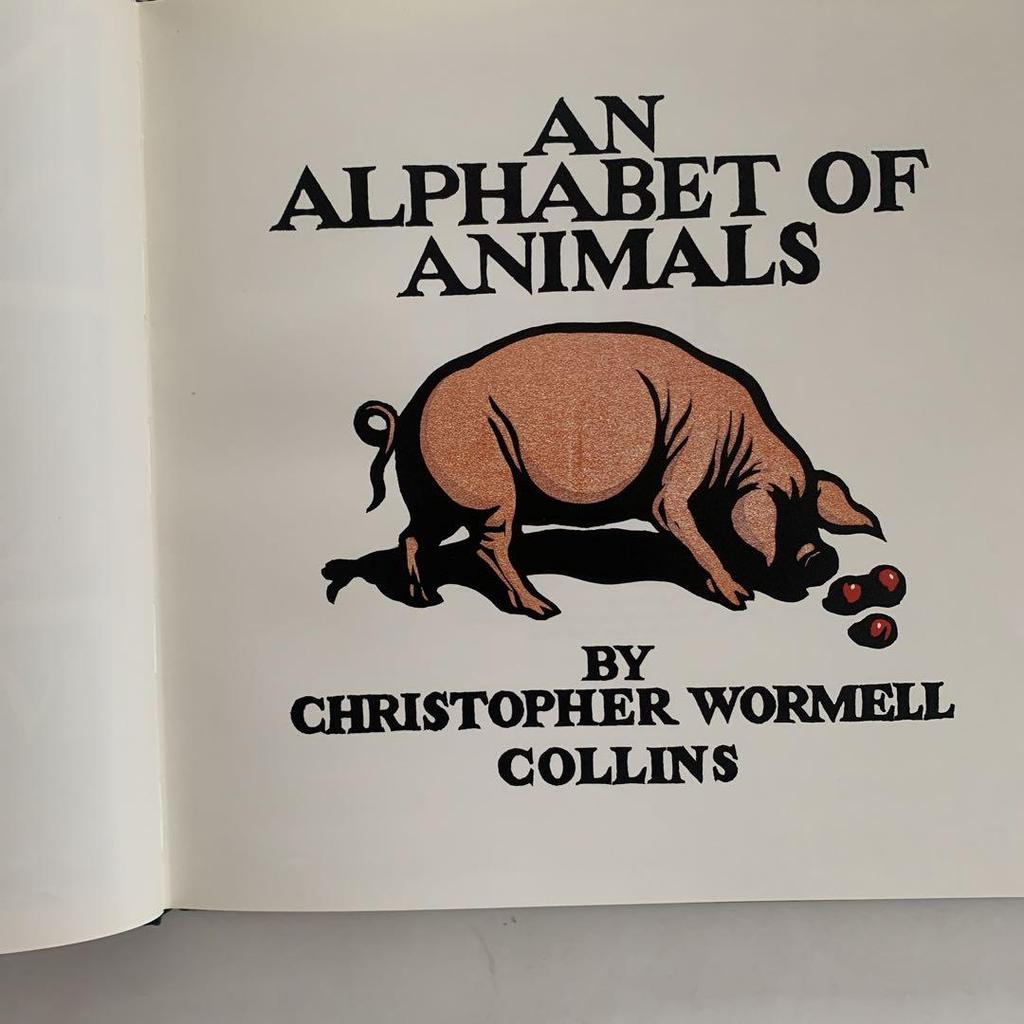 AN
ALPHABET OF
ANIMALS
BY
CHRISTOPHER WORMELL
COLLINS